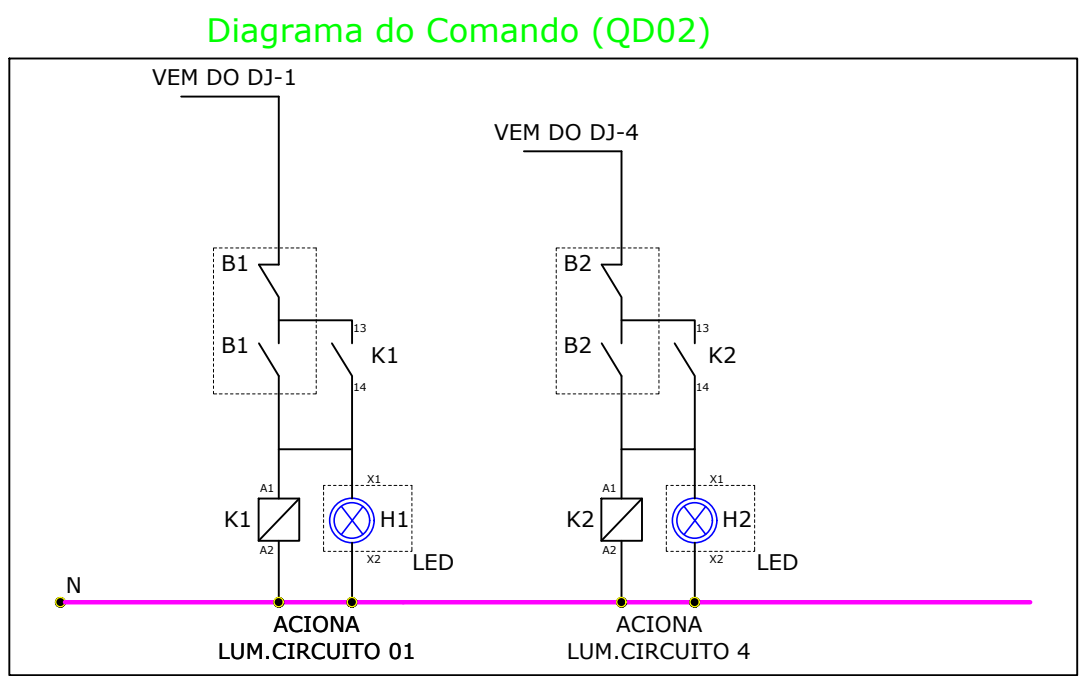 Diagrama do Comando (QD02)
VEM DO DJ-1
VEM DO DJ-4
B1
B2
13
13
B1
K1
B2
K2
14
14
A1
X1
A1
X1
K1
H1
K2
H2
A2
X2
A2
X2
LED
LED
N
ACIONA
LUM.CIRCUITO 01
ACIONA
LUM.CIRCUITO 4